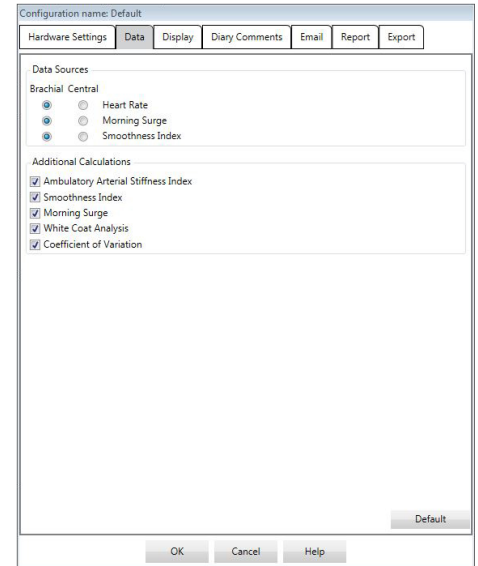 Configuration name: Default
Hardware Settings Data Display Diary Comments Email Report Export
Data Sources
Brachial Central
Heart Rate
Morning Surge
Smoothness Index
Additional Calculations
Ambulatory Arterial Stiffness Index
Smoothness Index
Morning Surge
White Coat Analysis
Coefficient of Variation
Default
OK Cancel Help